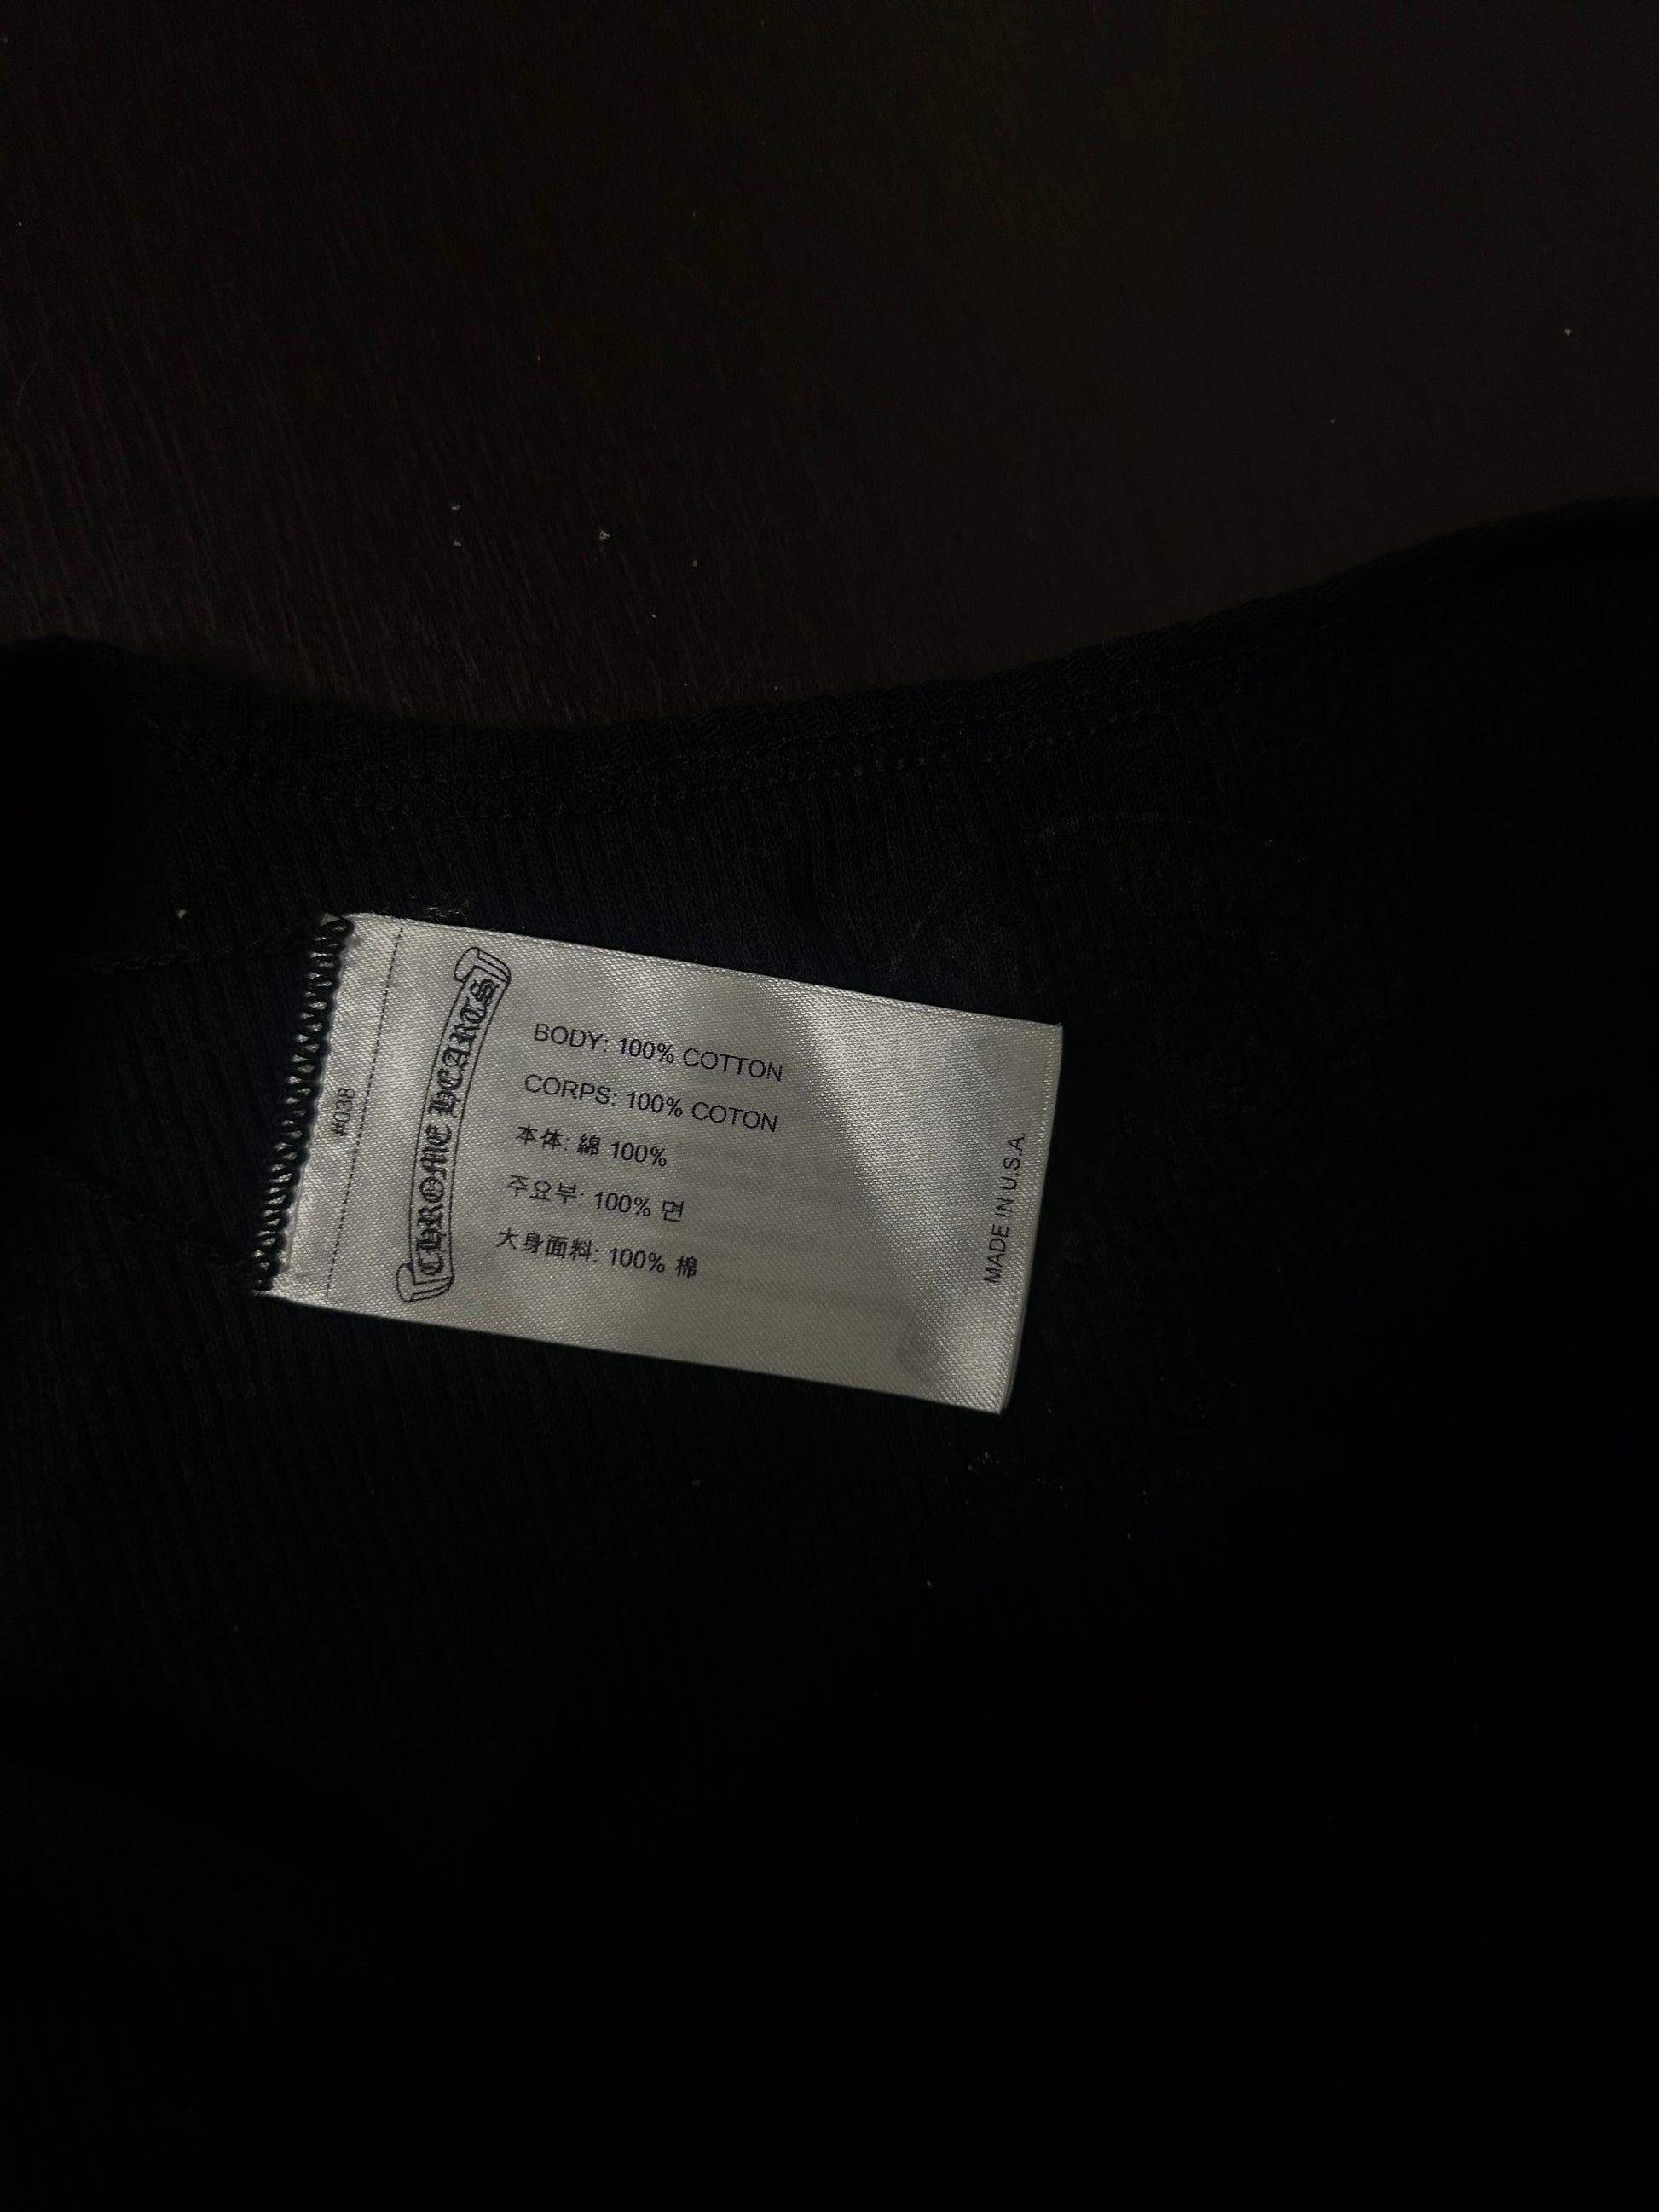 #038
CHROME HEARTS
BODY: 100% COTTON
CORPS: 100% COTON
本体: 綿 100%
주요부: 100% 면
大身面料: 100% 棉
MADE IN U.S.A.